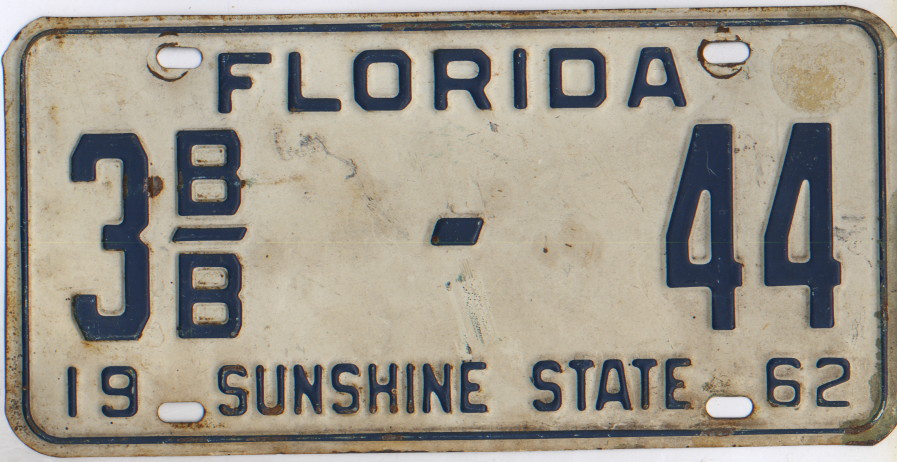 FLORIDA
3 B/B - 44
19 SUNSHINE STATE 62